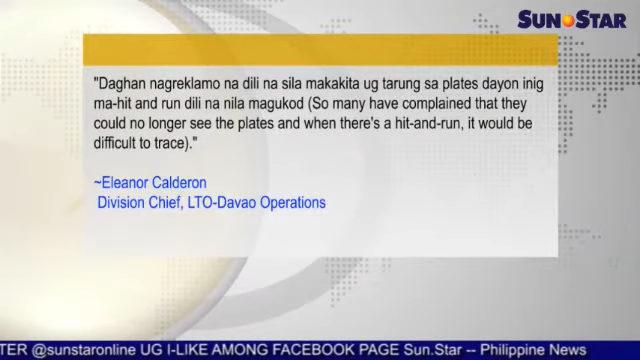 SUN STAR
"Daghan nagreklamo na dili na sila makakita ug tarung sa plates dayon inig
ma-hit and run dili na nila magukod (So many have complained that they
could no longer see the plates and when there's a hit-and-run, it would be
difficult to trace)."
~Eleanor Calderon
Division Chief, LTO-Davao Operations
TER @sunstaronline UG I-LIKE AMONG FACEBOOK PAGE Sun.Star -- Philippine News